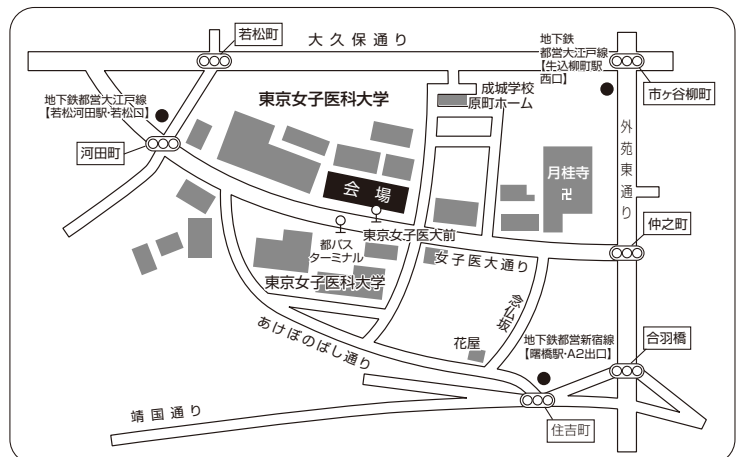 若松町
大久保通り
地下鉄
都営大江戸線
【牛込柳町駅
西口】
市ヶ谷柳町
成城学校
原町ホーム
東京女子医科大学
地下鉄都営大江戸線
【若松河田駅・若松口】
河田町
外苑東通り
月桂寺
卍
会場
仲之町
東京女子医大前
都バス
ターミナル
女子医大通り
東京女子医科大学
念仏坂
あけぼのばし通り
花屋
地下鉄都営新宿線
【曙橋駅・A2出口】
合羽橋
靖国通り
住吉町